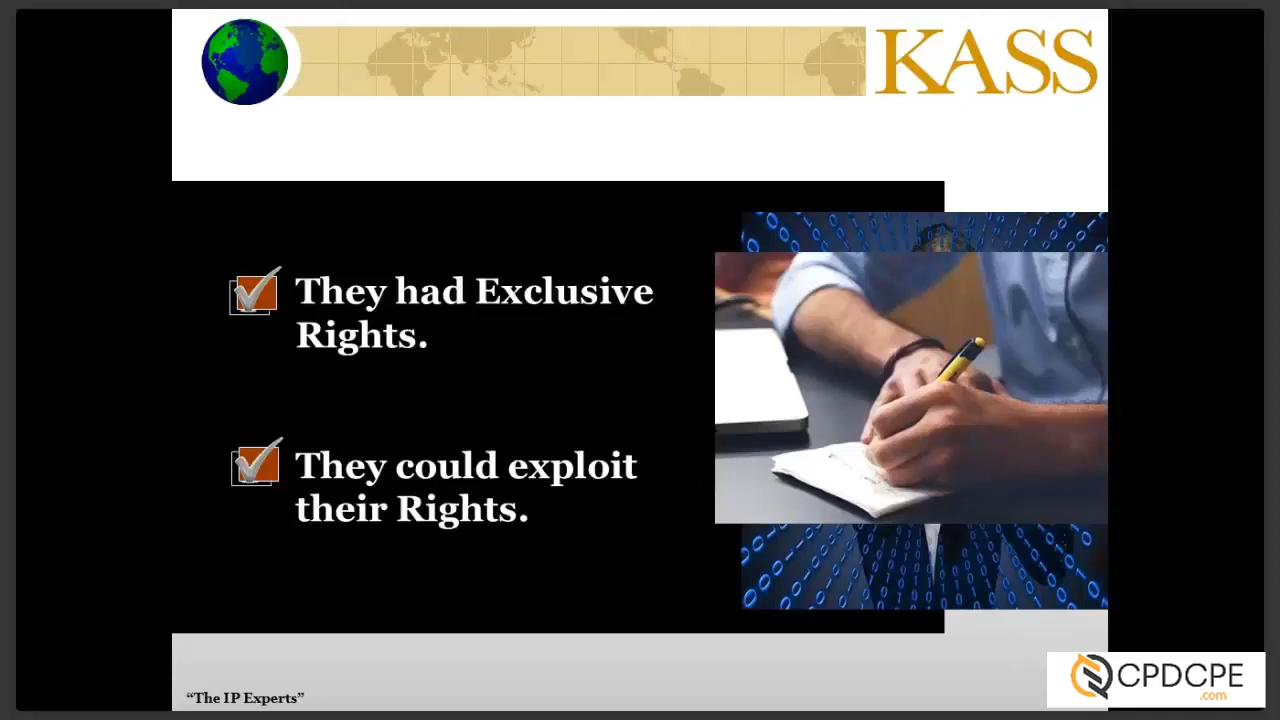 KASS
They had Exclusive
Rights.
They could exploit
their Rights.
“The IP Experts”
CPDCPE
.com